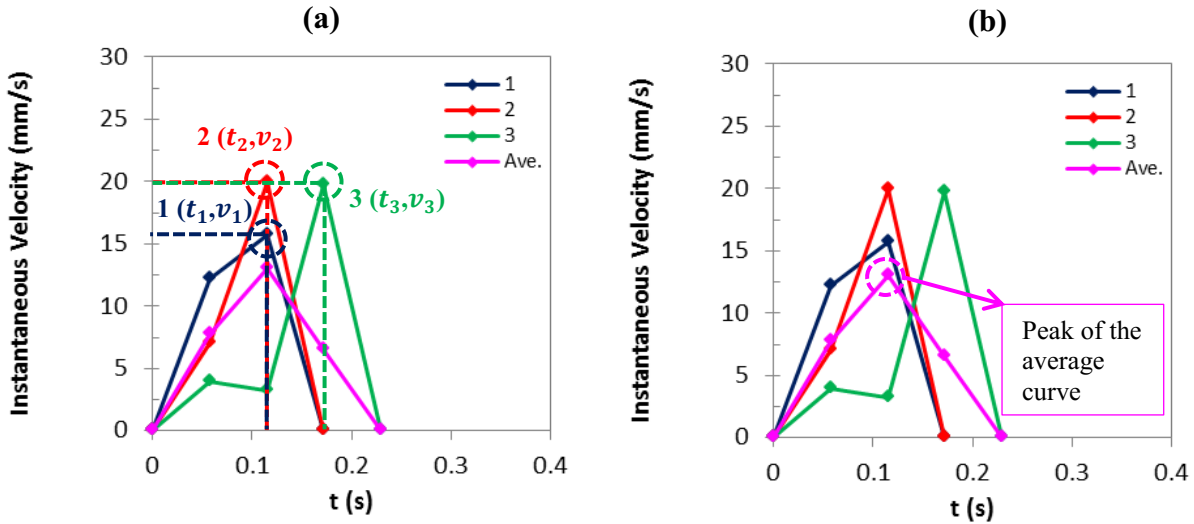 (a)
Instantaneous Velocity (mm/s)
30
25
20
15
10
5
0
0 0.1 0.2 0.3 0.4
t (s)
1
2
3
Ave.
2 (t₂,v₂)
1 (t₁,v₁)
3 (t₃,v₃)
(b)
Instantaneous Velocity (mm/s)
30
25
20
15
10
5
0
0 0.1 0.2 0.3 0.4
t (s)
1
2
3
Ave.
Peak of the
average
curve